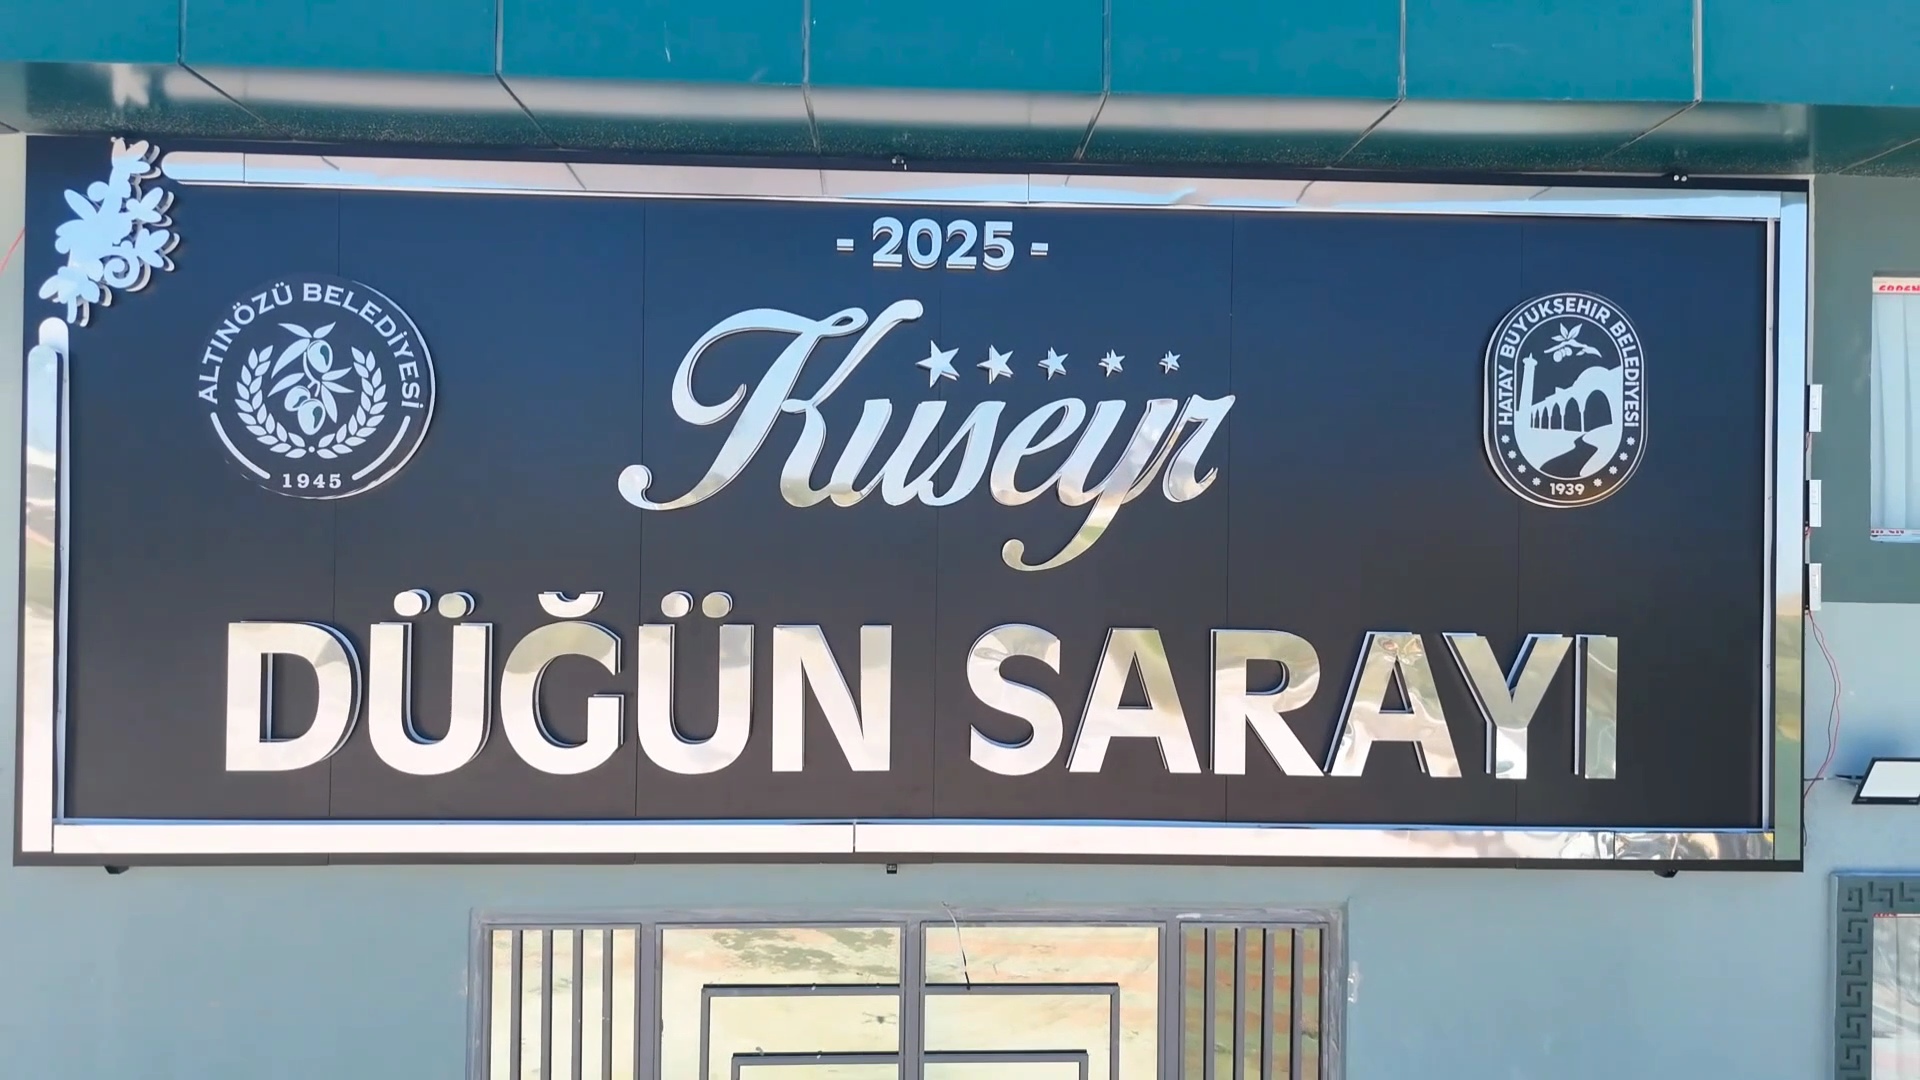 - 2025 -
Kuseyr
DÜĞÜN SARAYI
ALTINÖZÜ BELEDİYESİ
1945
HATAY BÜYÜKŞEHİR BELEDİYESİ
1939